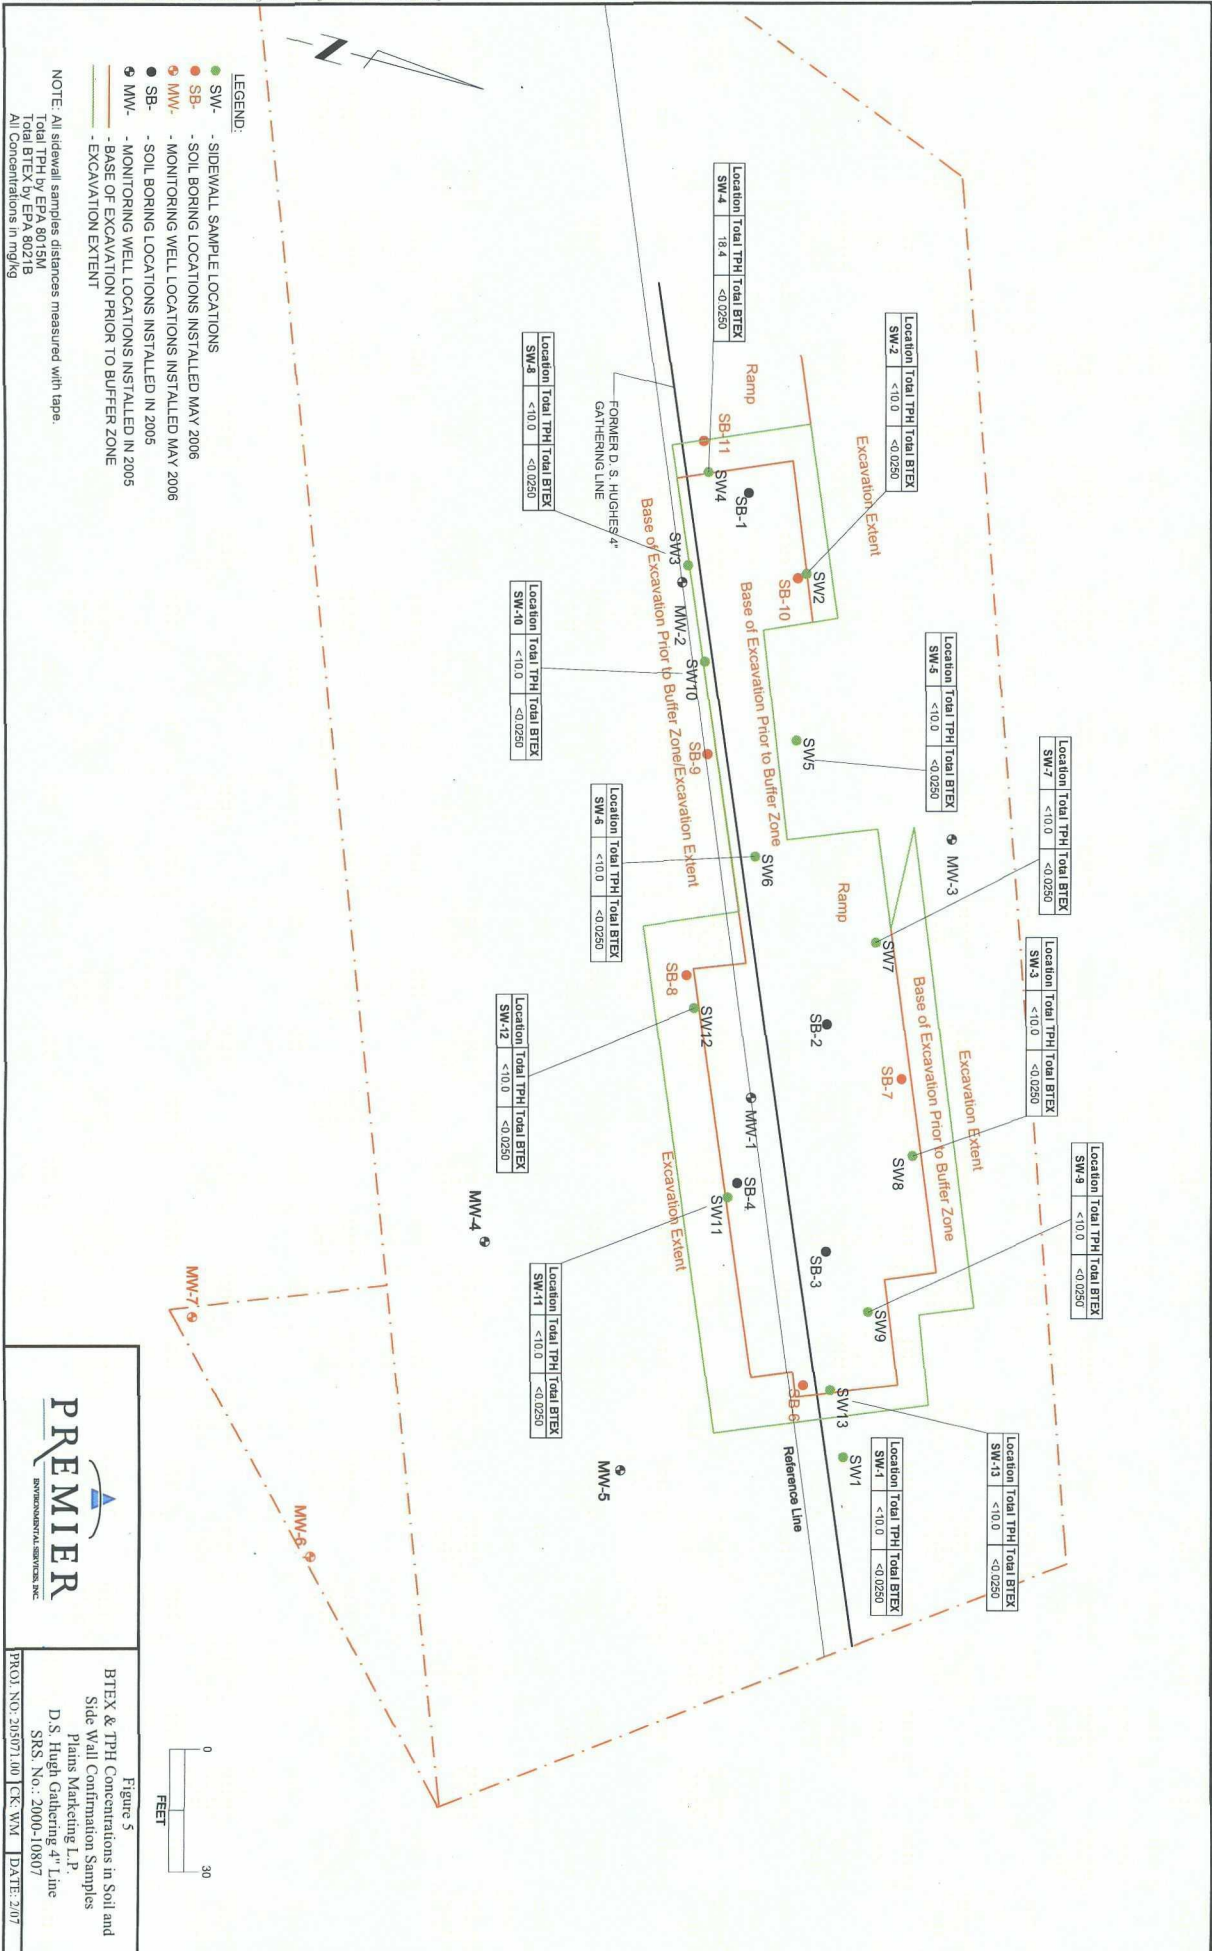 Location Total TPH Total BTEX
SW-4 18.4 <0.0250
Location Total TPH Total BTEX
SW-2 <10.0 <0.0250
Location Total TPH Total BTEX
SW-5 <10.0 <0.0250
Location Total TPH Total BTEX
SW-7 <10.0 <0.0250
Location Total TPH Total BTEX
SW-3 <10.0 <0.0250
Location Total TPH Total BTEX
SW-9 <10.0 <0.0250
Location Total TPH Total BTEX
SW-13 <10.0 <0.0250
Location Total TPH Total BTEX
SW-1 <10.0 <0.0250
Excavation Extent
Ramp
SB-11
SW4
SB-1
SW2
SB-10
Base of Excavation Prior to Buffer Zone
SW5
MW-3
SW6
Ramp
SW7
SB-2
Base of Excavation Prior to Buffer Zone
Excavation Extent
SB-7
SW8
SB-3
SW9
SW13
SB-6
SW1
Reference Line
FORMER D. S. HUGHES 4"
GATHERING LINE
SW3
MW-2
SW10
SB-9
Base of Excavation Prior to Buffer Zone/Excavation Extent
SB-8
SW12
MW-1
SB-4
SW11
Excavation Extent
Location Total TPH Total BTEX
SW-8 <10.0 <0.0250
Location Total TPH Total BTEX
SW-10 <10.0 <0.0250
Location Total TPH Total BTEX
SW-6 <10.0 <0.0250
Location Total TPH Total BTEX
SW-12 <10.0 <0.0250
Location Total TPH Total BTEX
SW-11 <10.0 <0.0250
MW-4
MW-5
MW-7
MW-6
N
LEGEND:
SW- - SIDEWALL SAMPLE LOCATIONS
SB- - SOIL BORING LOCATIONS INSTALLED MAY 2006
MW- - MONITORING WELL LOCATIONS INSTALLED MAY 2006
SB- - SOIL BORING LOCATIONS INSTALLED IN 2005
MW- - MONITORING WELL LOCATIONS INSTALLED IN 2005
- BASE OF EXCAVATION PRIOR TO BUFFER ZONE
- EXCAVATION EXTENT
NOTE: All sidewall samples distances measured with tape.
Total TPH by EPA 8015M
Total BTEX by EPA 8021B
All Concentrations in mg/kg
0 30
FEET
PREMIER
ENVIRONMENTAL SERVICES, INC.
Figure 5
BTEX & TPH Concentrations in Soil and
Side Wall Confirmation Samples
Plains Marketing L.P.
D.S. Hugh Gathering 4" Line
SRS. No.: 2000-10807
PROJ. NO: 205071.00 CK: WM DATE: 2/07